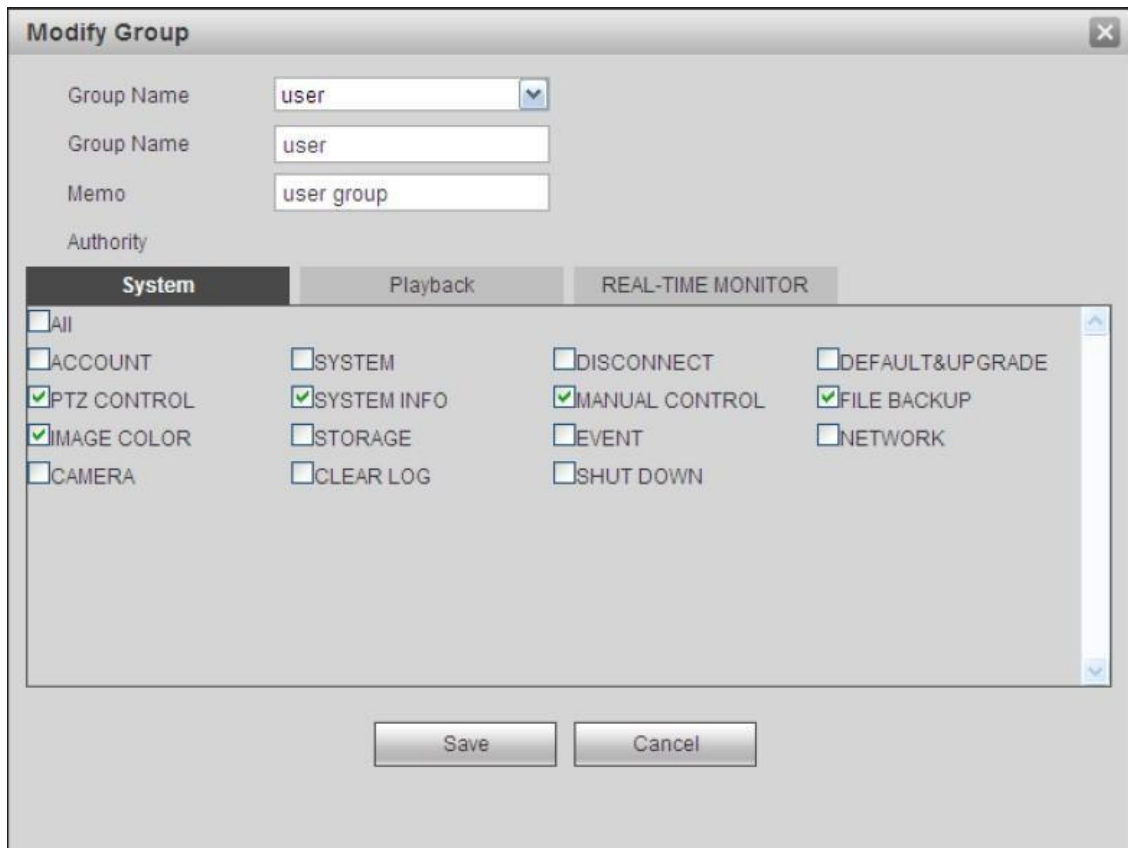 Modify Group
Group Name user
Group Name user
Memo user group
Authority
System Playback REAL-TIME MONITOR
All
ACCOUNT SYSTEM DISCONNECT DEFAULT&UPGRADE
PTZ CONTROL SYSTEM INFO MANUAL CONTROL FILE BACKUP
IMAGE COLOR STORAGE EVENT NETWORK
CAMERA CLEAR LOG SHUT DOWN
Save Cancel